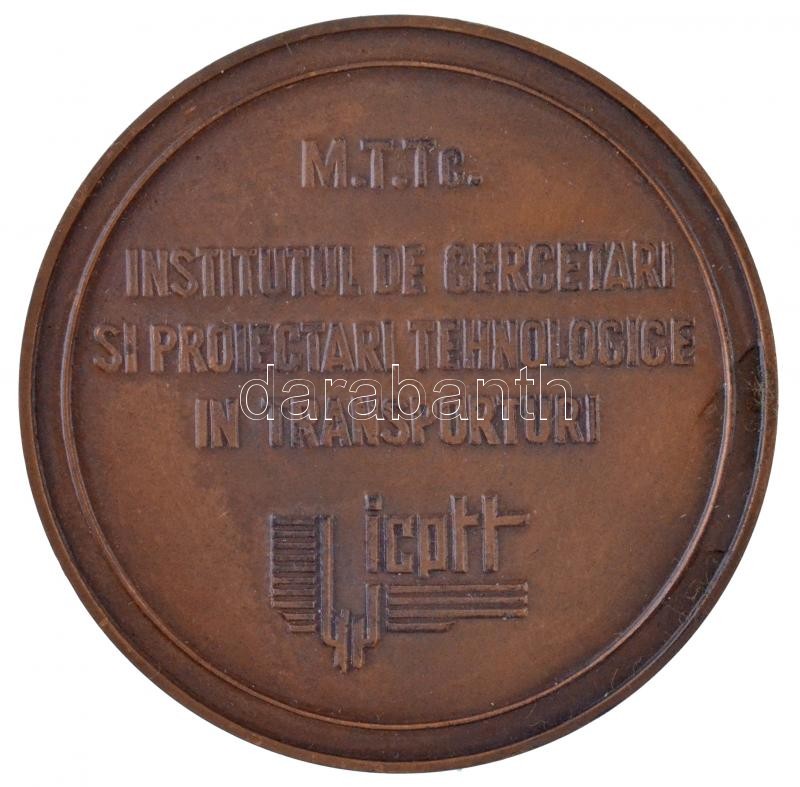 M.T.Tc.
INSTITUTUL DE CERCETARI
SI PROIECTARI TEHNOLOGICE
darabanth
IN TRANSPORTURI
icptt